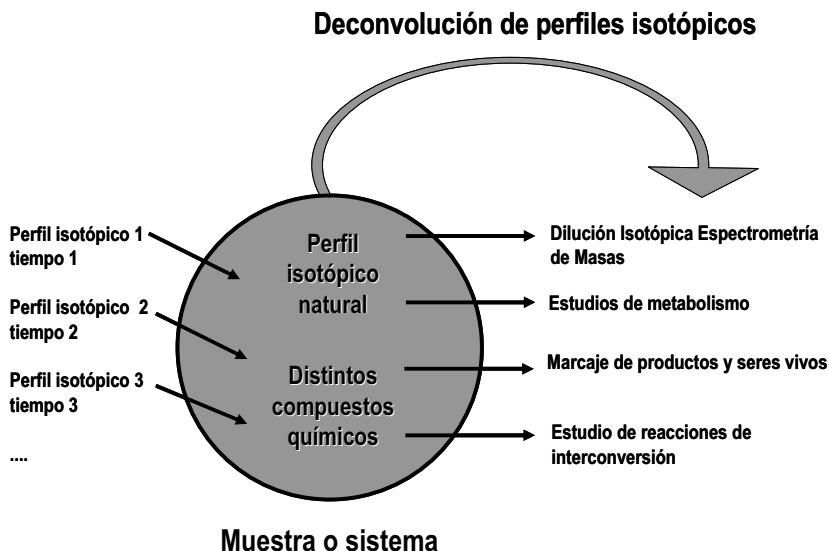 Deconvolución de perfiles isotópicos
Perfil isotópico 1
tiempo 1
Perfil isotópico 2
tiempo 2
Perfil isotópico 3
tiempo 3
....
Perfil
isotópico
natural
Distintos
compuestos
químicos
Dilución Isotópica Espectrometría
de Masas
Estudios de metabolismo
Marcaje de productos y seres vivos
Estudio de reacciones de
interconversión
Muestra o sistema